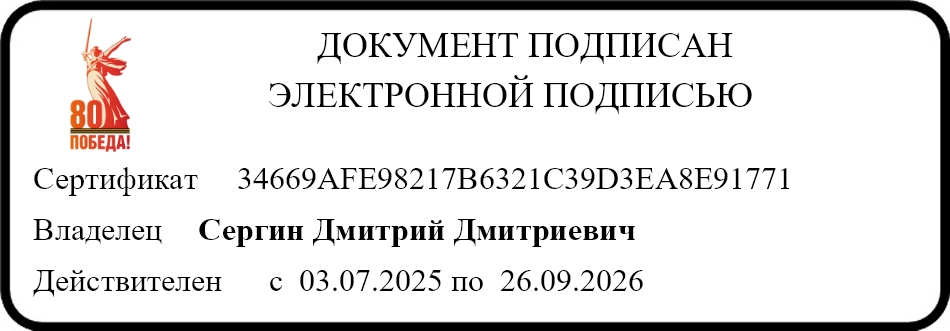 ДОКУМЕНТ ПОДПИСАН
ЭЛЕКТРОННОЙ ПОДПИСЬЮ
80
ПОБЕДА!
Сертификат 34669AFE98217B6321C39D3EA8E91771
Владелец Сергин Дмитрий Дмитриевич
Действителен с 03.07.2025 по 26.09.2026